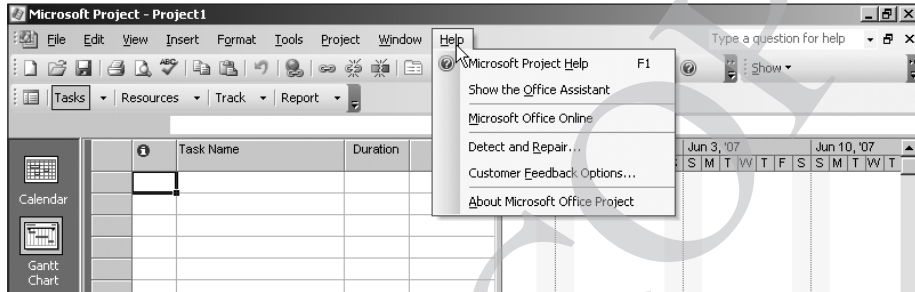 Microsoft Project - Project1
File Edit View Insert Format Tools Project Window Help Type a question for help
Show
Tasks Resources Track Report
Microsoft Project Help F1
Show the Office Assistant
Microsoft Office Online
Detect and Repair...
Customer Feedback Options...
About Microsoft Office Project
Task Name Duration Jun 3, '07 Jun 10, '07
S M T W T F S S M T W T
Calendar
Gantt
Chart